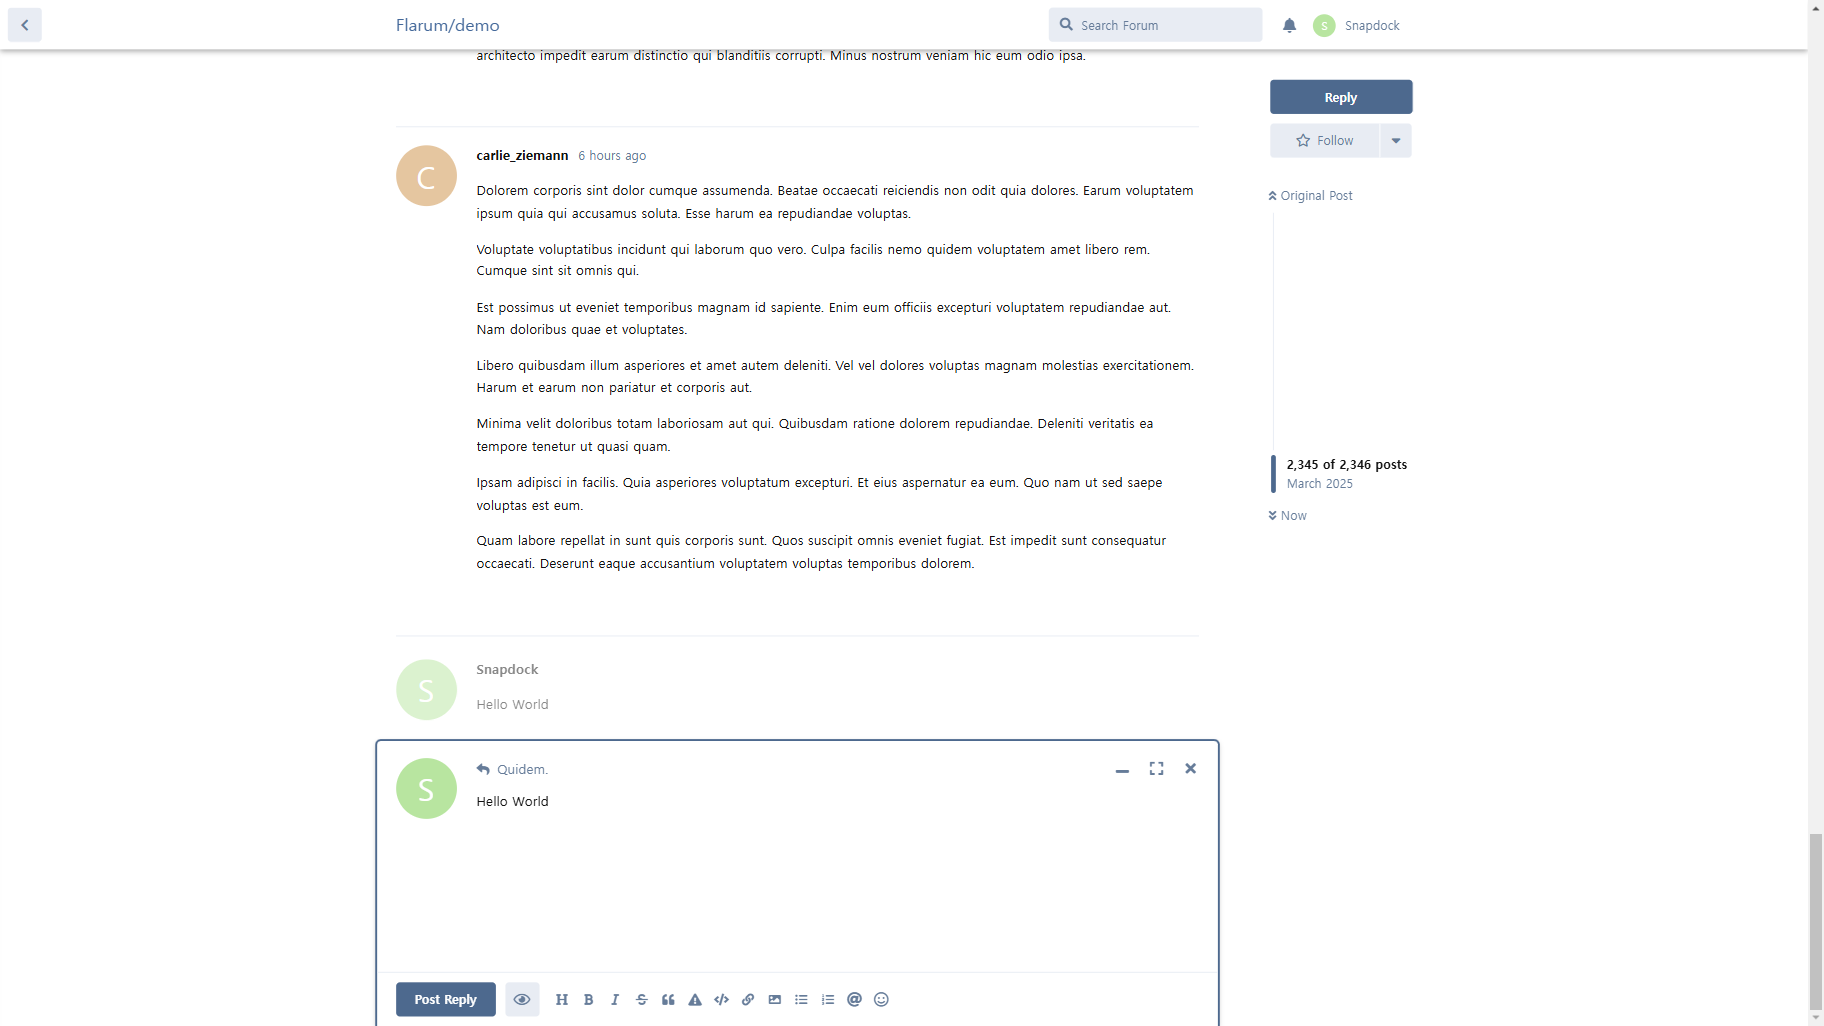 Flarum/demo
Search Forum
S
Snapdock
architecto impedit earum distinctio qui blanditiis corrupti. Minus nostrum veniam hic eum odio ipsa.
Reply
Follow
Original Post
2,345 of 2,346 posts
March 2025
Now
C
carlie_ziemann 6 hours ago
Dolorem corporis sint dolor cumque assumenda. Beatae occaecati reiciendis non odit quia dolores. Earum voluptatem
ipsum quia qui accusamus soluta. Esse harum ea repudiandae voluptas.
Voluptate voluptatibus incidunt qui laborum quo vero. Culpa facilis nemo quidem voluptatem amet libero rem.
Cumque sint sit omnis qui.
Est possimus ut eveniet temporibus magnam id sapiente. Enim eum officiis excepturi voluptatem repudiandae aut.
Nam doloribus quae et voluptates.
Libero quibusdam illum asperiores et amet autem deleniti. Vel vel dolores voluptas magnam molestias exercitationem.
Harum et earum non pariatur et corporis aut.
Minima velit doloribus totam laboriosam aut qui. Quibusdam ratione dolorem repudiandae. Deleniti veritatis ea
tempore tenetur ut quasi quam.
Ipsam adipisci in facilis. Quia asperiores voluptatum excepturi. Et eius aspernatur ea eum. Quo nam ut sed saepe
voluptas est eum.
Quam labore repellat in sunt quis corporis sunt. Quos suscipit omnis eveniet fugiat. Est impedit sunt consequatur
occaecati. Deserunt eaque accusantium voluptatem voluptas temporibus dolorem.
S
Snapdock
Hello World
S
Quidem.
Hello World
Post Reply